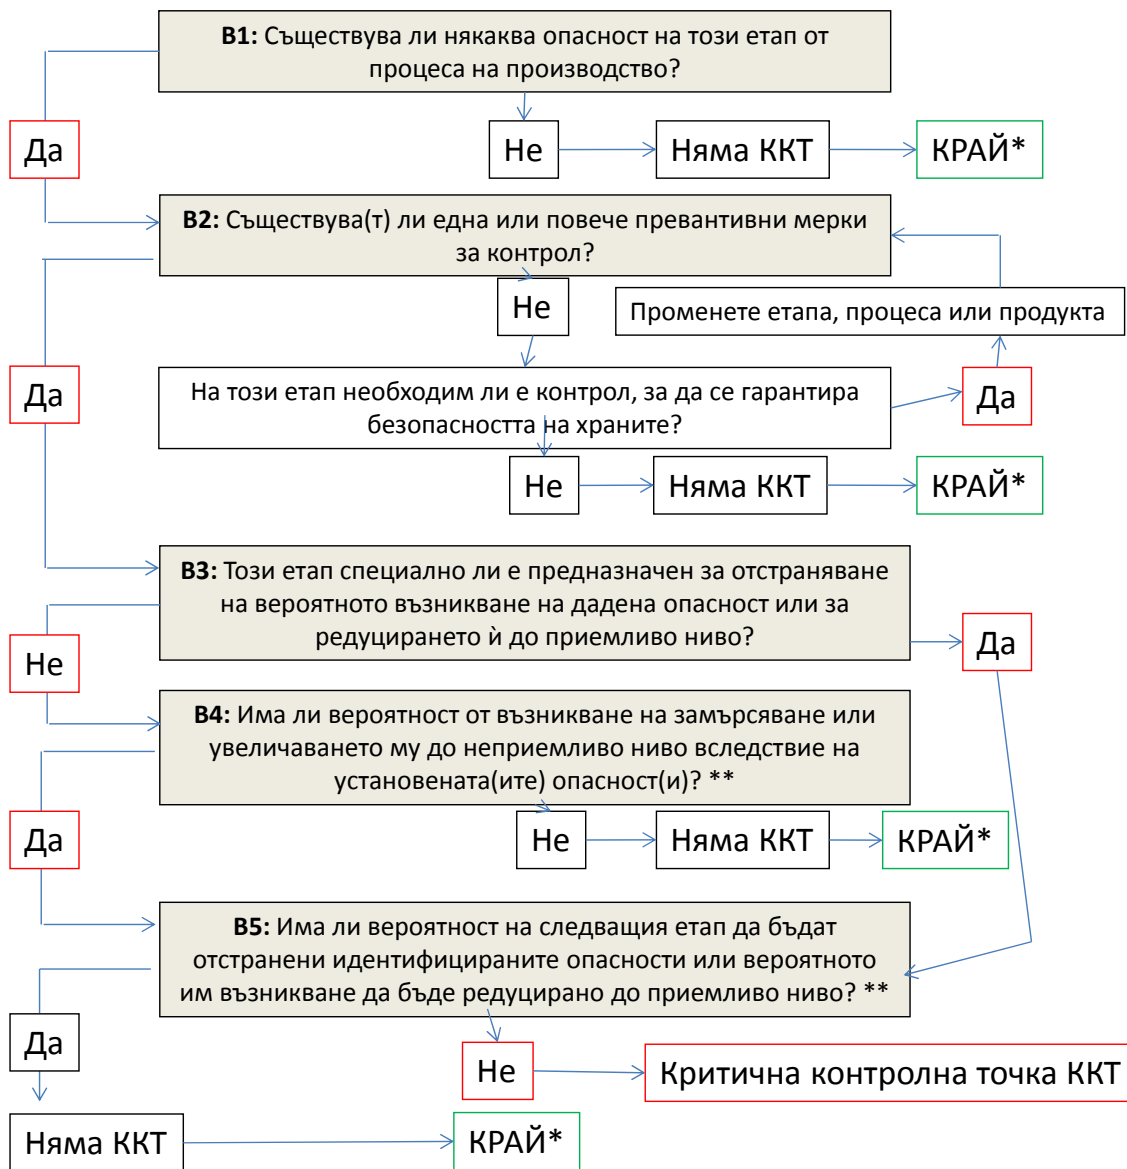 В1: Съществува ли някаква опасност на този етап от
процеса на производство?
Да
Не
Няма ККТ
КРАЙ*
В2: Съществува(т) ли една или повече превантивни мерки
за контрол?
Не
Променете етапа, процеса или продукта
Да
На този етап необходим ли е контрол, за да се гарантира
безопасността на храните?
Да
Не
Няма ККТ
КРАЙ*
В3: Този етап специално ли е предназначен за отстраняване
на вероятното възникване на дадена опасност или за
редуцирането ѝ до приемливо ниво?
Да
Не
В4: Има ли вероятност от възникване на замърсяване или
увеличаването му до неприемливо ниво вследствие на
установената(ите) опасност(и)? **
Да
Не
Няма ККТ
КРАЙ*
В5: Има ли вероятност на следващия етап да бъдат
отстранени идентифицираните опасности или вероятното
им възникване да бъде редуцирано до приемливо ниво? **
Да
Не
Критична контролна точка ККТ
Няма ККТ
КРАЙ*